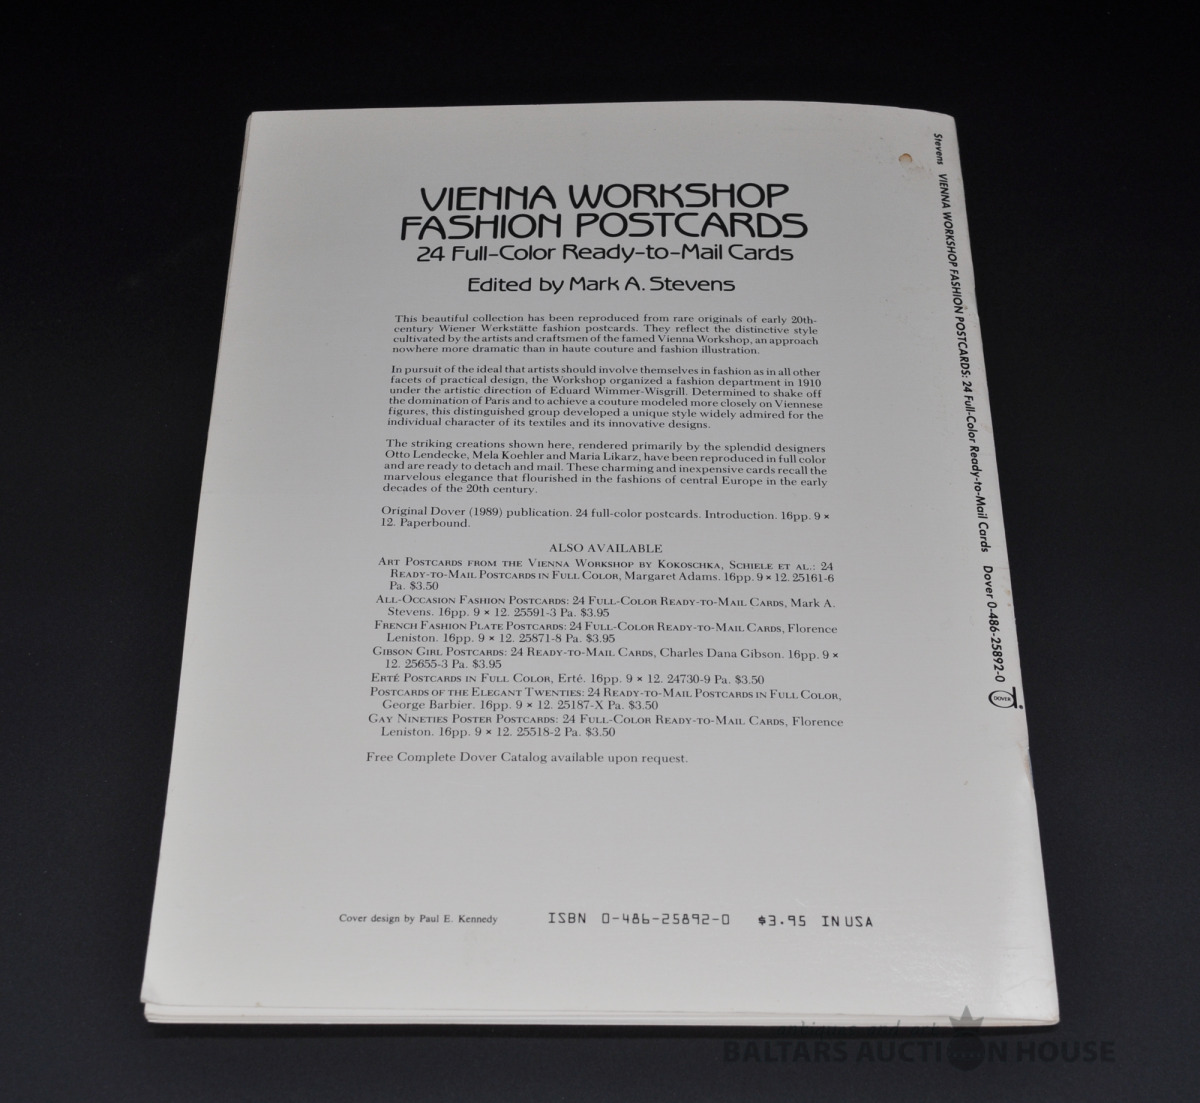 VIENNA WORKSHOP
FASHION POSTCARDS
24 Full-Color Ready-to-Mail Cards
Edited by Mark A. Stevens
This beautiful collection has been reproduced from rare originals of early 20th-
century Wiener Werkstätte fashion postcards. They reflect the distinctive style
cultivated by the artists and craftsmen of the famed Vienna Workshop, an approach
nowhere more dramatic than in haute couture and fashion illustration.
In pursuit of the ideal that artists should involve themselves in fashion as in all other
facets of practical design, the Workshop organized a fashion department in 1910
under the artistic direction of Eduard Wimmer-Wisgrill. Determined to shake off
the domination of Paris and to achieve a couture modeled more closely on Viennese
figures, this distinguished group developed a unique style widely admired for the
individual character of its textiles and its innovative designs.
The striking creations shown here, rendered primarily by the splendid designers
Otto Lendecke, Mela Koehler and Maria Likarz, have been reproduced in full color
and are ready to detach and mail. These charming and inexpensive cards recall the
marvelous elegance that flourished in the fashions of central Europe in the early
decades of the 20th century.
Original Dover (1989) publication. 24 full-color postcards. Introduction. 16pp. 9 ×
12. Paperbound.
ALSO AVAILABLE
ART POSTCARDS FROM THE VIENNA WORKSHOP BY KOKOSCHKA, SCHIELE ET AL.: 24
READY-TO-MAIL POSTCARDS IN FULL COLOR, Margaret Adams. 16pp. 9 × 12. 25161-6
Pa. $3.50
ALL-OCCASION FASHION POSTCARDS: 24 FULL-COLOR READY-TO-MAIL CARDS, Mark A.
Stevens. 16pp. 9 × 12. 25591-3 Pa. $3.95
FRENCH FASHION PLATE POSTCARDS: 24 FULL-COLOR READY-TO-MAIL CARDS, Florence
Leniston. 16pp. 9 × 12. 25871-8 Pa. $3.95
GIBSON GIRL POSTCARDS: 24 READY-TO-MAIL CARDS, Charles Dana Gibson. 16pp. 9 ×
12. 25655-3 Pa. $3.95
ERTÉ POSTCARDS IN FULL COLOR, Erté. 16pp. 9 × 12. 24730-9 Pa. $3.50
POSTCARDS OF THE ELEGANT TWENTIES: 24 READY-TO-MAIL POSTCARDS IN FULL COLOR,
George Barbier. 16pp. 9 × 12. 25187-X Pa. $3.50
GAY NINETIES POSTER POSTCARDS: 24 FULL-COLOR READY-TO-MAIL CARDS, Florence
Leniston. 16pp. 9 × 12. 25518-2 Pa. $3.50
Free Complete Dover Catalog available upon request.
Cover design by Paul E. Kennedy ISBN 0-486-25892-0 $3.95 IN USA
Stevens VIENNA WORKSHOP FASHION POSTCARDS: 24 Full-Color Ready-to-Mail Cards Dover 0-486-25892-0
DOVER
BALTARS AUCTION HOUSE